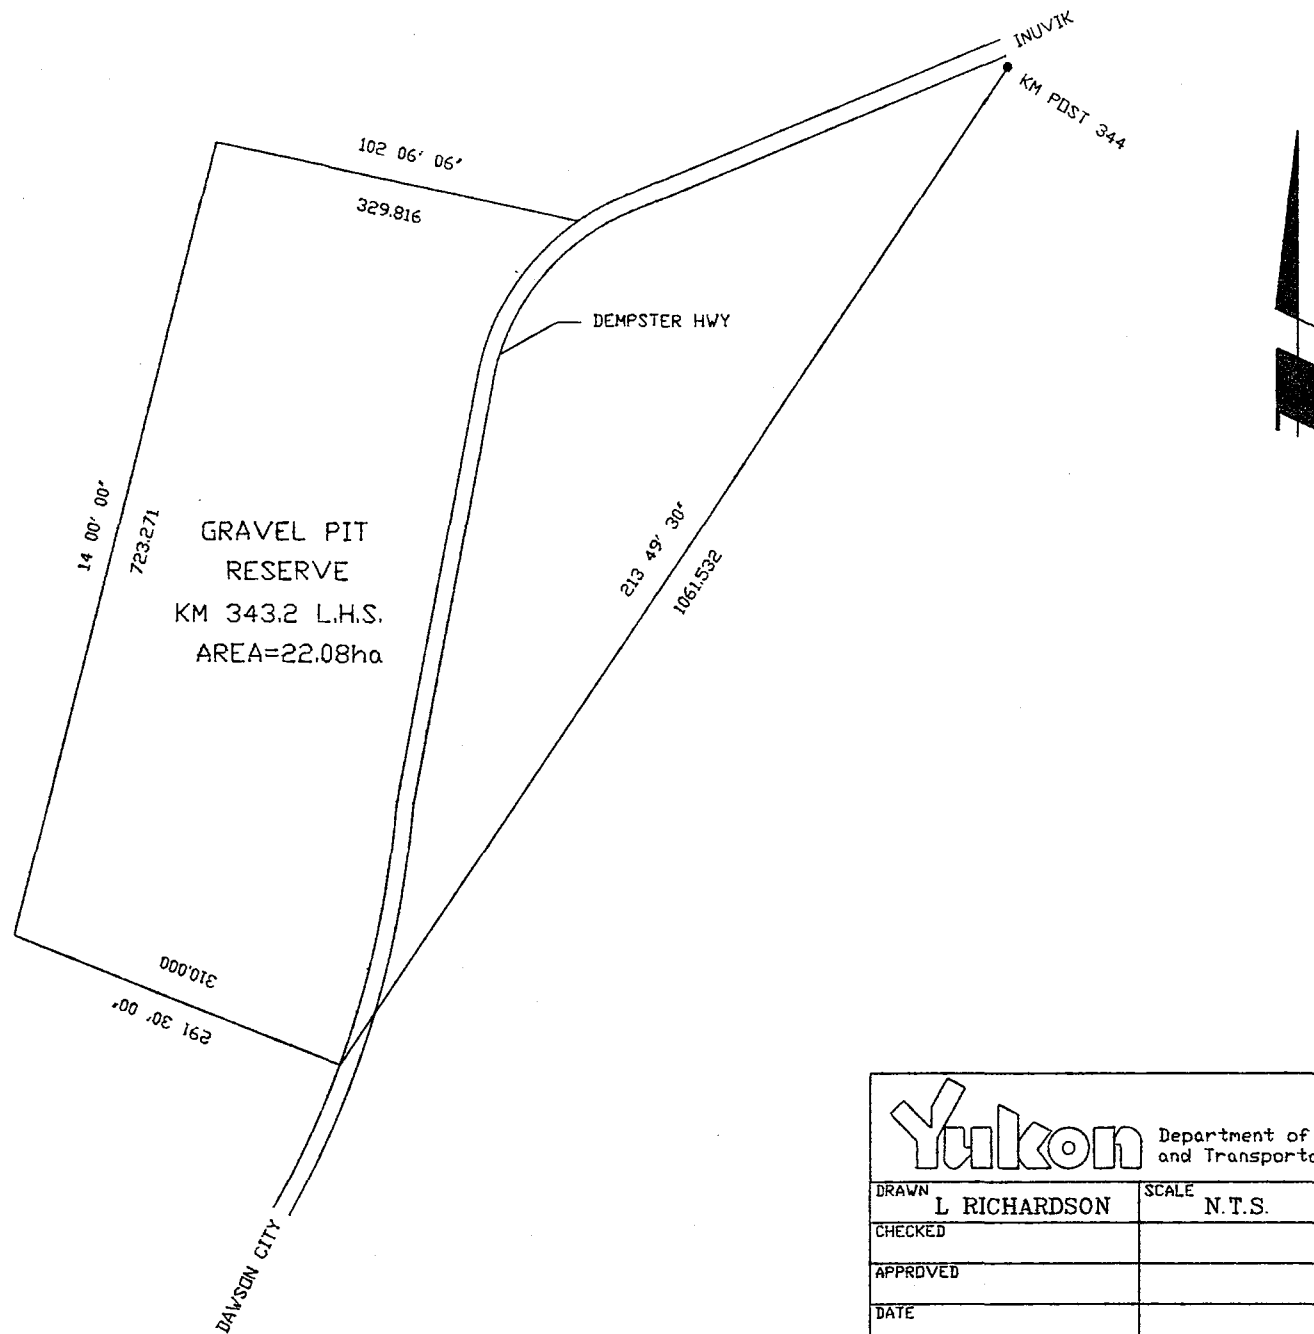 INUVIK
KM POST 344
102 06' 06"
329.816
DEMPSTER HWY
14 00' 00"
723.271
GRAVEL PIT
RESERVE
KM 343.2 L.H.S.
AREA=22.08ha
213 49' 30"
1061.532
310.000
291 30' 00"
DAWSON CITY
Yukon
Department of
and
DRAWN L RICHARDSON
SCALE N.T.S.
CHECKED
APPROVED
DATE